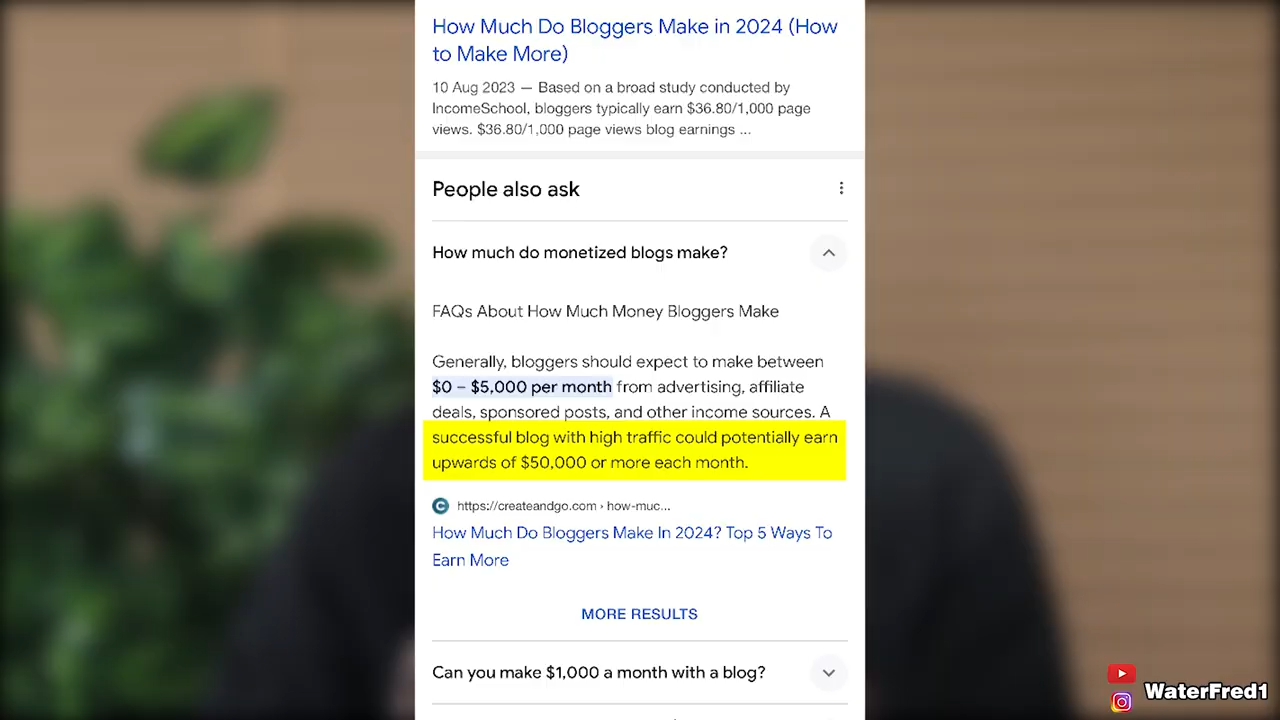 How Much Do Bloggers Make in 2024 (How
to Make More)
10 Aug 2023 — Based on a broad study conducted by
IncomeSchool, bloggers typically earn $36.80/1,000 page
views. $36.80/1,000 page views blog earnings ...
People also ask
How much do monetized blogs make?
FAQs About How Much Money Bloggers Make
Generally, bloggers should expect to make between
$0 – $5,000 per month from advertising, affiliate
deals, sponsored posts, and other income sources. A
successful blog with high traffic could potentially earn
upwards of $50,000 or more each month.
https://createandgo.com › how-muc...
How Much Do Bloggers Make In 2024? Top 5 Ways To
Earn More
MORE RESULTS
Can you make $1,000 a month with a blog?
WaterFred1